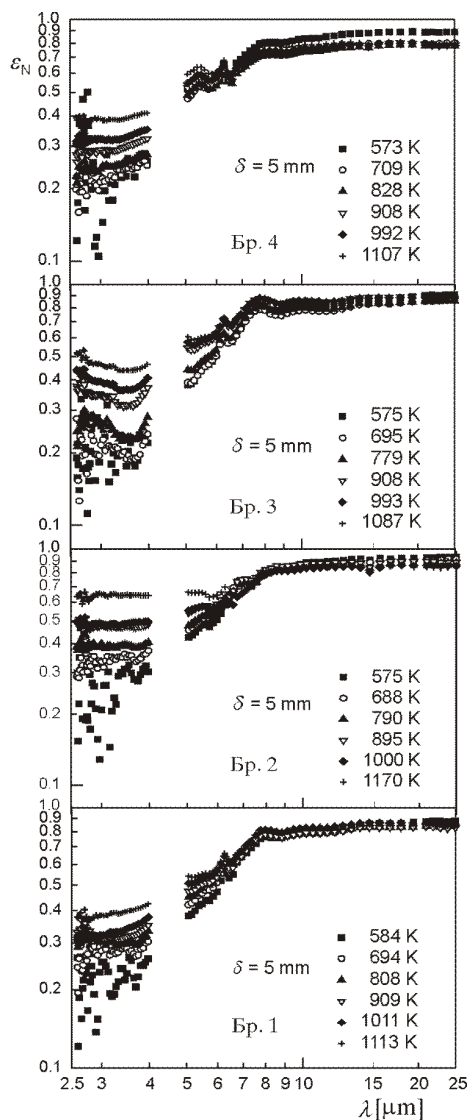 1.0
0.9
0.8
0.7
0.6
0.5
0.4
0.3
0.2
0.1
εN
δ = 5 mm
Бр. 4
573 K
709 K
828 K
908 K
992 K
1107 K
0.9
0.8
0.7
0.6
0.5
0.4
0.3
0.2
0.1
δ = 5 mm
Бр. 3
575 K
695 K
779 K
908 K
993 K
1087 K
1.0
0.9
0.8
0.7
0.6
0.5
0.4
0.3
0.2
0.1
δ = 5 mm
Бр. 2
575 K
688 K
790 K
895 K
1000 K
1170 K
1.0
0.9
0.8
0.7
0.6
0.5
0.4
0.3
0.2
0.1
δ = 5 mm
Бр. 1
584 K
694 K
808 K
909 K
1011 K
1113 K
2.5 3 4 5 6 7 8 9 10 15 20 25
λ [μm]